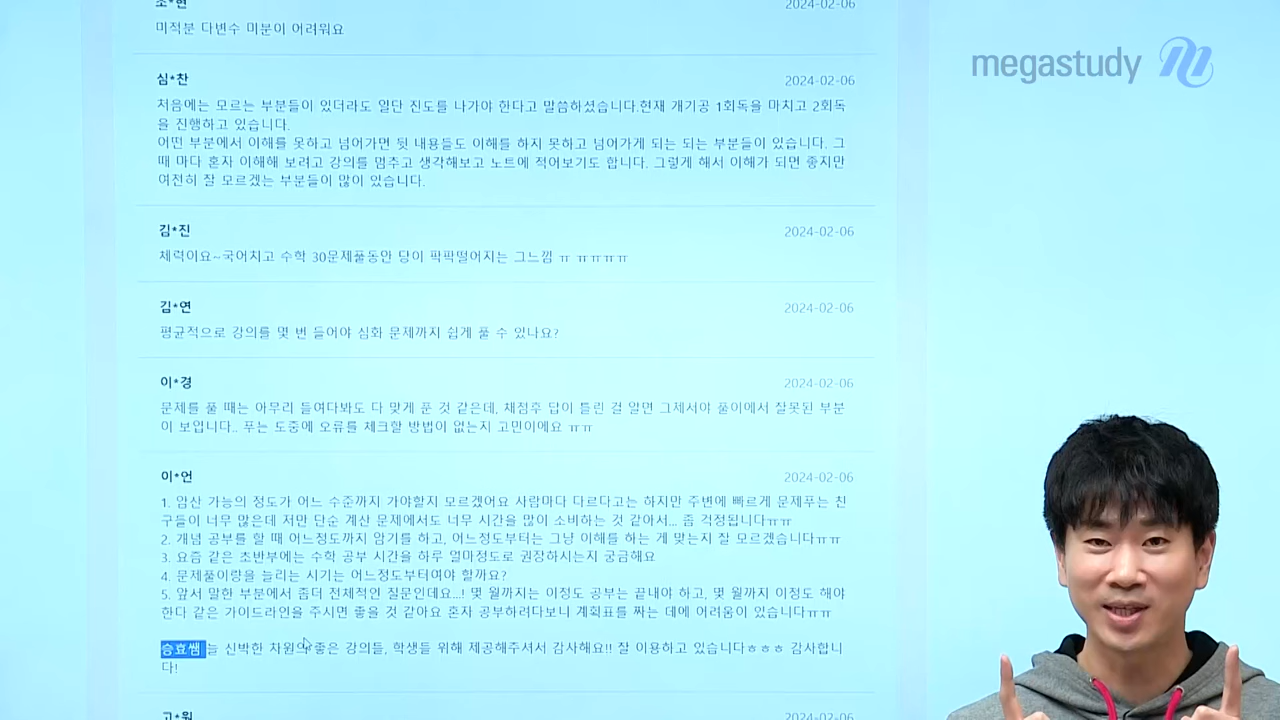 조*현 2024-02-06
미적분 다변수 미분이 어려워요
megastudy
심*찬 2024-02-06
처음에는 모르는 부분들이 있더라도 일단 진도를 나가야 한다고 말씀하셨습니다.현재 개기공 1회독을 마치고 2회독
을 진행하고 있습니다.
어떤 부분에서 이해를 못하고 넘어가면 뒷 내용들도 이해를 하지 못하고 넘어가게 되는 되는 부분들이 있습니다. 그
때 마다 혼자 이해해 보려고 강의를 멈추고 생각해보고 노트에 적어보기도 합니다. 그렇게 해서 이해가 되면 좋지만
여전히 잘 모르겠는 부분들이 많이 있습니다.
김*진 2024-02-06
체력이요~국어치고 수학 30문제풀동안 당이 팍팍떨어지는 그느낌 ㅠ ㅠㅠㅠㅠ
김*연 2024-02-06
평균적으로 강의를 몇 번 들어야 심화 문제까지 쉽게 풀 수 있나요?
이*경 2024-02-06
문제를 풀 때는 아무리 들여다봐도 다 맞게 푼 것 같은데, 채점후 답이 틀린 걸 알면 그제서야 풀이에서 잘못된 부분
이 보입니다.. 푸는 도중에 오류를 체크할 방법이 없는지 고민이에요 ㅠㅠ
이*언 2024-02-06
1. 암산 가능의 정도가 어느 수준까지 가야할지 모르겠어요 사람마다 다르다고는 하지만 주변에 빠르게 문제푸는 친
구들이 너무 많은데 저만 단순 계산 문제에서도 너무 시간을 많이 소비하는 것 같아서... 좀 걱정됩니다ㅠㅠ
2. 개념 공부를 할 때 어느정도까지 암기를 하고, 어느정도부터는 그냥 이해를 하는 게 맞는지 잘 모르겠습니다ㅠㅠ
3. 요즘 같은 초반부에는 수학 공부 시간을 하루 얼마정도로 권장하시는지 궁금해요
4. 문제풀이량을 늘리는 시기는 어느정도부터여야 할까요?
5. 앞서 말한 부분에서 좀더 전체적인 질문인데요...! 몇 월까지는 이정도 공부는 끝내야 하고, 몇 월까지 이정도 해야
한다 같은 가이드라인을 주시면 좋을 것 같아요 혼자 공부하려다보니 계획표를 짜는 데에 어려움이 있습니다ㅠㅠ
승효쌤 늘 신박한 차원의 좋은 강의들, 학생들 위해 제공해주셔서 감사해요!! 잘 이용하고 있습니다ㅎㅎㅎ 감사합니
다!
고*원 2024-02-06